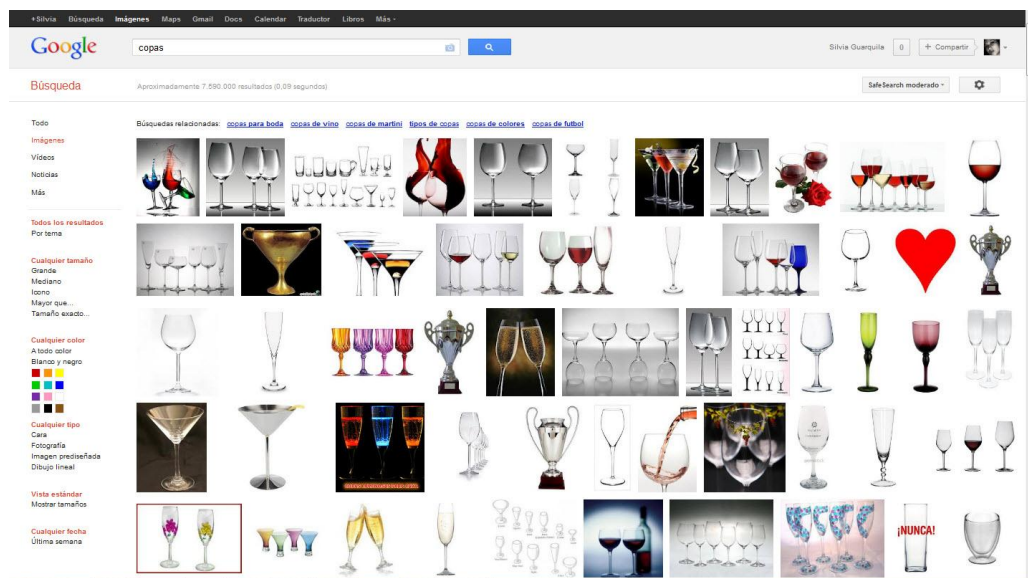 +Silvia Búsqueda Imágenes Maps Gmail Docs Calendar Traductor Libros Más
Google
copas
Silvia Guarquila 0 + Compartir
Búsqueda
Aproximadamente 7.590.000 resultados (0,09 segundos)
SafeSearch moderado
Todo
Imágenes
Vídeos
Noticias
Más
Todos los resultados
Por tema
Cualquier tamaño
Grande
Mediano
Icono
Mayor que...
Tamaño exacto...
Cualquier color
A todo color
Blanco y negro
Cualquier tipo
Cara
Fotografía
Imagen prediseñada
Dibujo lineal
Vista estándar
Mostrar tamaños
Cualquier fecha
Última semana
Búsquedas relacionadas: copas para boda copas de vino copas de martini tipos de copas copas de colores copas de futbol
¡NUNCA!